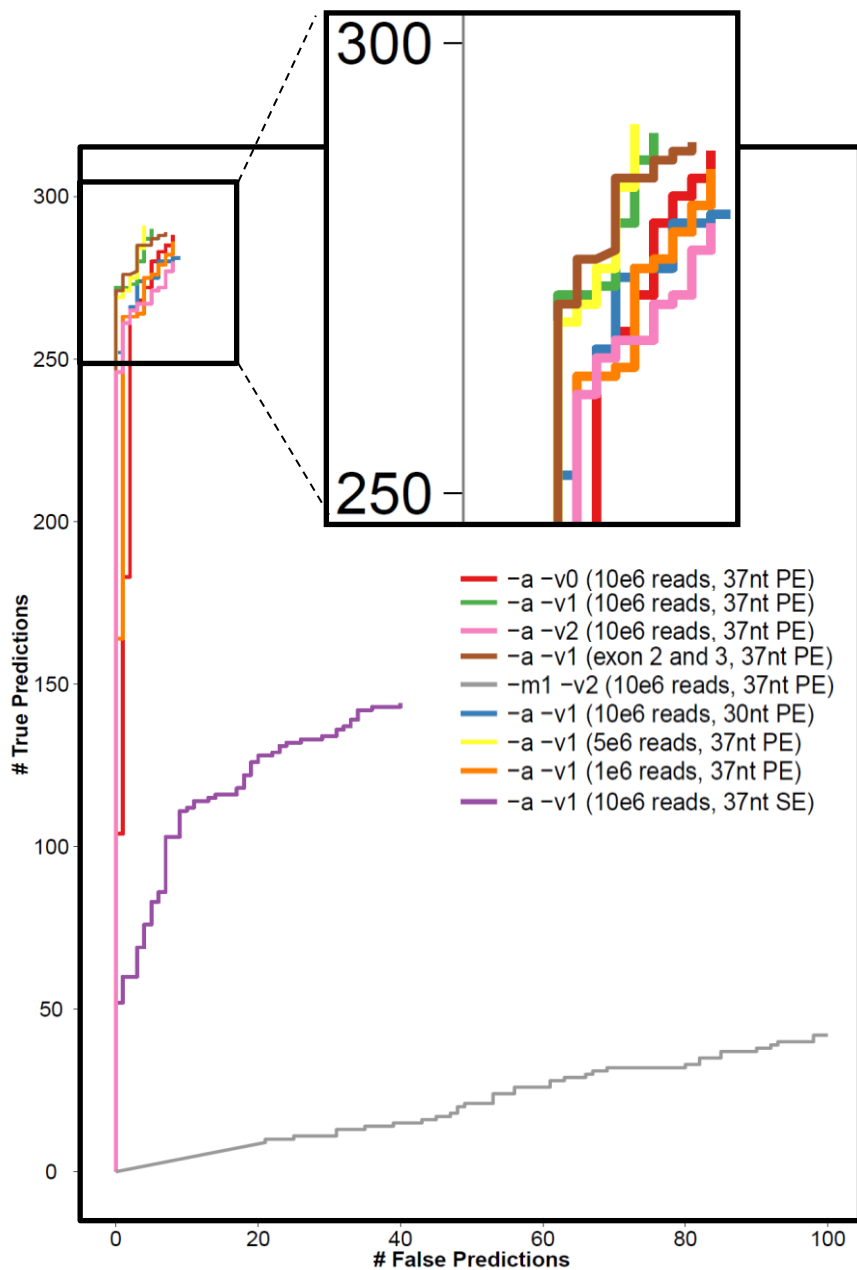 300
250
300
250
200
150
100
50
0
# True Predictions
−a −v0 (10e6 reads, 37nt PE)
−a −v1 (10e6 reads, 37nt PE)
−a −v2 (10e6 reads, 37nt PE)
−a −v1 (exon 2 and 3, 37nt PE)
−m1 −v2 (10e6 reads, 37nt PE)
−a −v1 (10e6 reads, 30nt PE)
−a −v1 (5e6 reads, 37nt PE)
−a −v1 (1e6 reads, 37nt PE)
−a −v1 (10e6 reads, 37nt SE)
0 20 40 60 80 100
# False Predictions